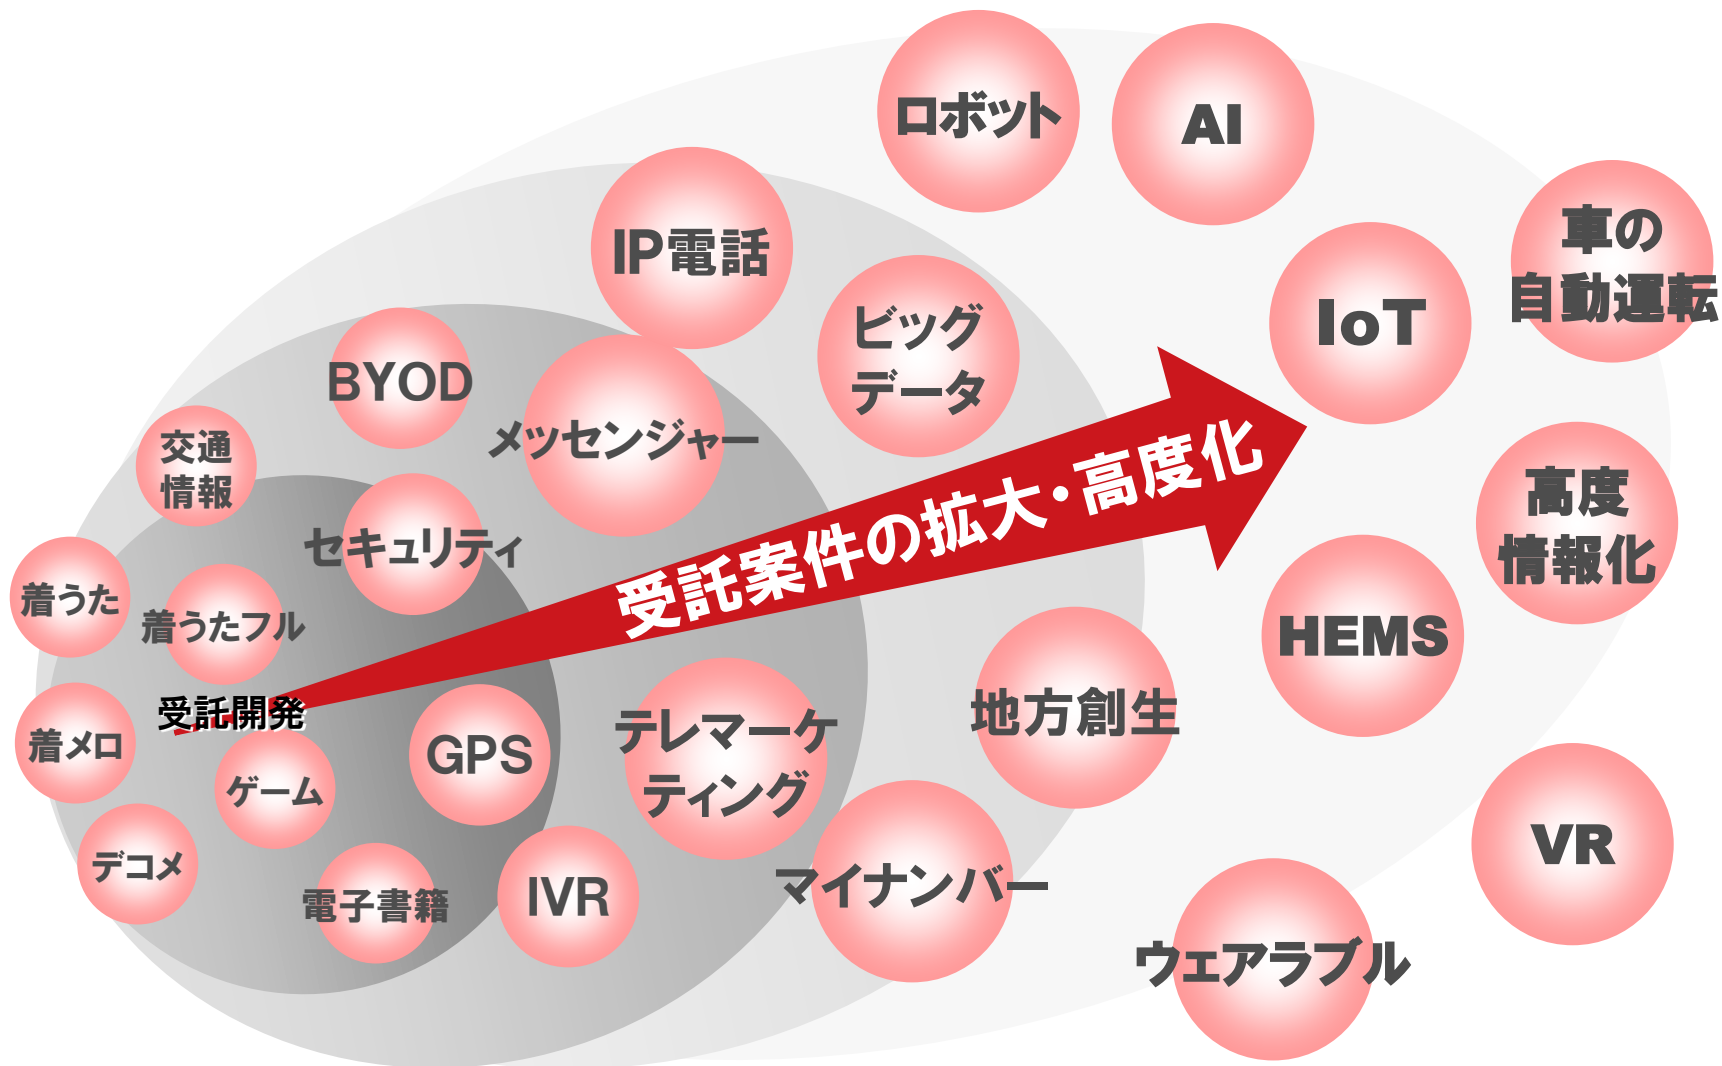 ロボット
AI
車の
自動運転
IP電話
ビッグ
データ
IoT
BYOD
メッセンジャー
交通
情報
受託案件の拡大・高度化
高度
情報化
セキュリティ
着うた
着うたフル
HEMS
受託開発
着メロ
GPS
テレマーケ
ティング
地方創生
ゲーム
デコメ
電子書籍
IVR
マイナンバー
VR
ウェアラブル